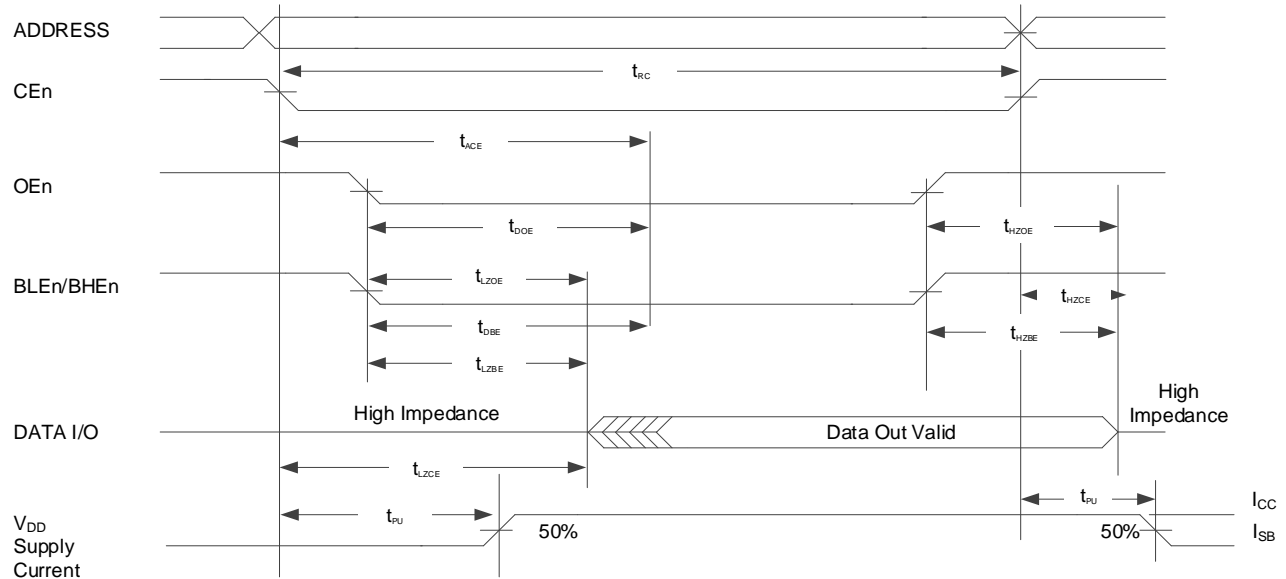 ADDRESS
tRC
CEn
tACE
OEn
tDOE
tHZOE
BLEn/BHEn
tLZOE
tHZCE
tDBE
tHZBE
tLZBE
High Impedance
High
Impedance
DATA I/O
Data Out Valid
tLZCE
tPU
tPU
ICC
VDD
Supply
Current
50%
50%
ISB